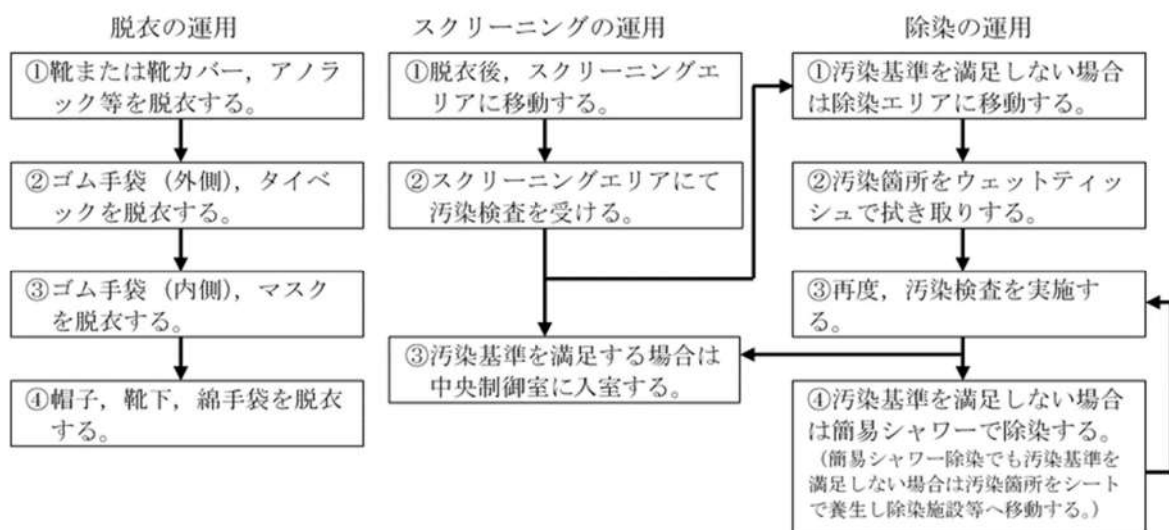 脱衣の運用
①靴または靴カバー，アノラ
ック等を脱衣する。
②ゴム手袋（外側），タイベ
ックを脱衣する。
③ゴム手袋（内側），マスク
を脱衣する。
④帽子，靴下，綿手袋を脱衣
する。
スクリーニングの運用
①脱衣後，スクリーニングエ
リアに移動する。
②スクリーニングエリアにて
汚染検査を受ける。
③汚染基準を満足する場合は
中央制御室に入室する。
除染の運用
①汚染基準を満足しない場合
は除染エリアに移動する。
②汚染箇所をウェットティッ
シュで拭き取りする。
③再度，汚染検査を実施す
る。
④汚染基準を満足しない場合
は簡易シャワーで除染する。
（簡易シャワー除染でも汚染基準を
満足しない場合は汚染箇所をシート
で養生し除染施設等へ移動する。）